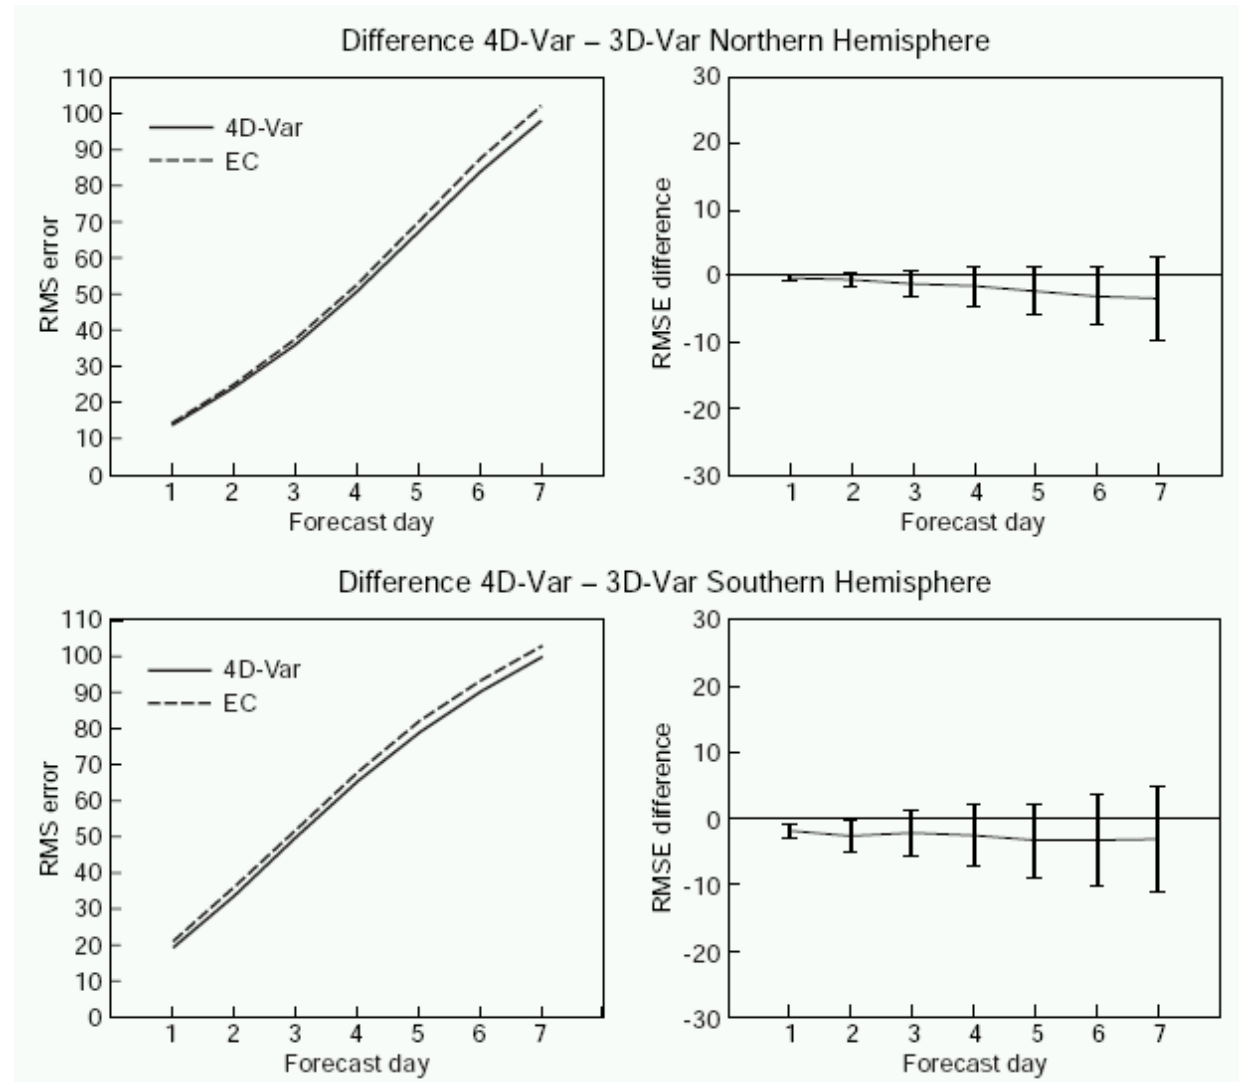 Difference 4D-Var – 3D-Var Northern Hemisphere
110
100
90
80
70
60
50
40
30
20
10
0
RMS error
4D-Var
EC
1 2 3 4 5 6 7
Forecast day
30
20
10
0
-10
-20
-30
RMSE difference
1 2 3 4 5 6 7
Forecast day
Difference 4D-Var – 3D-Var Southern Hemisphere
110
100
90
80
70
60
50
40
30
20
10
0
RMS error
4D-Var
EC
1 2 3 4 5 6 7
Forecast day
30
20
10
0
-10
-20
-30
RMSE difference
1 2 3 4 5 6 7
Forecast day